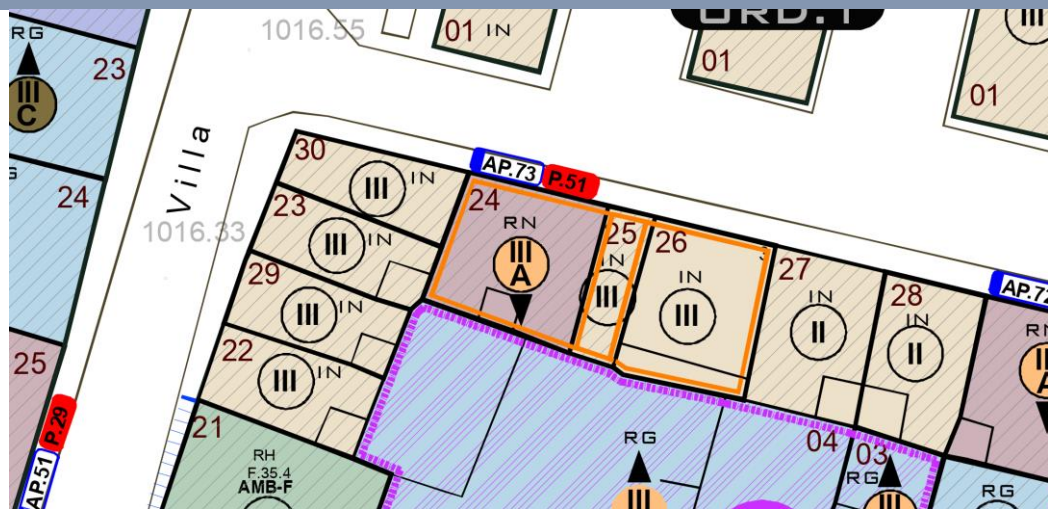 RG
III
C
23
24
25
1016.55
Villa
1016.33
01 IN
ORD.1
01
III
01
30
III IN
23
III IN
29
III IN
22
III IN
21
RH
F.35.4
AMB-F
AP.73 P.51
24
RN
III
A
25
IN
III
26
IN
III
27
IN
II
28
IN
II
AP.72
P.29
AP.51
RG
III
04
03
RG
III
RG